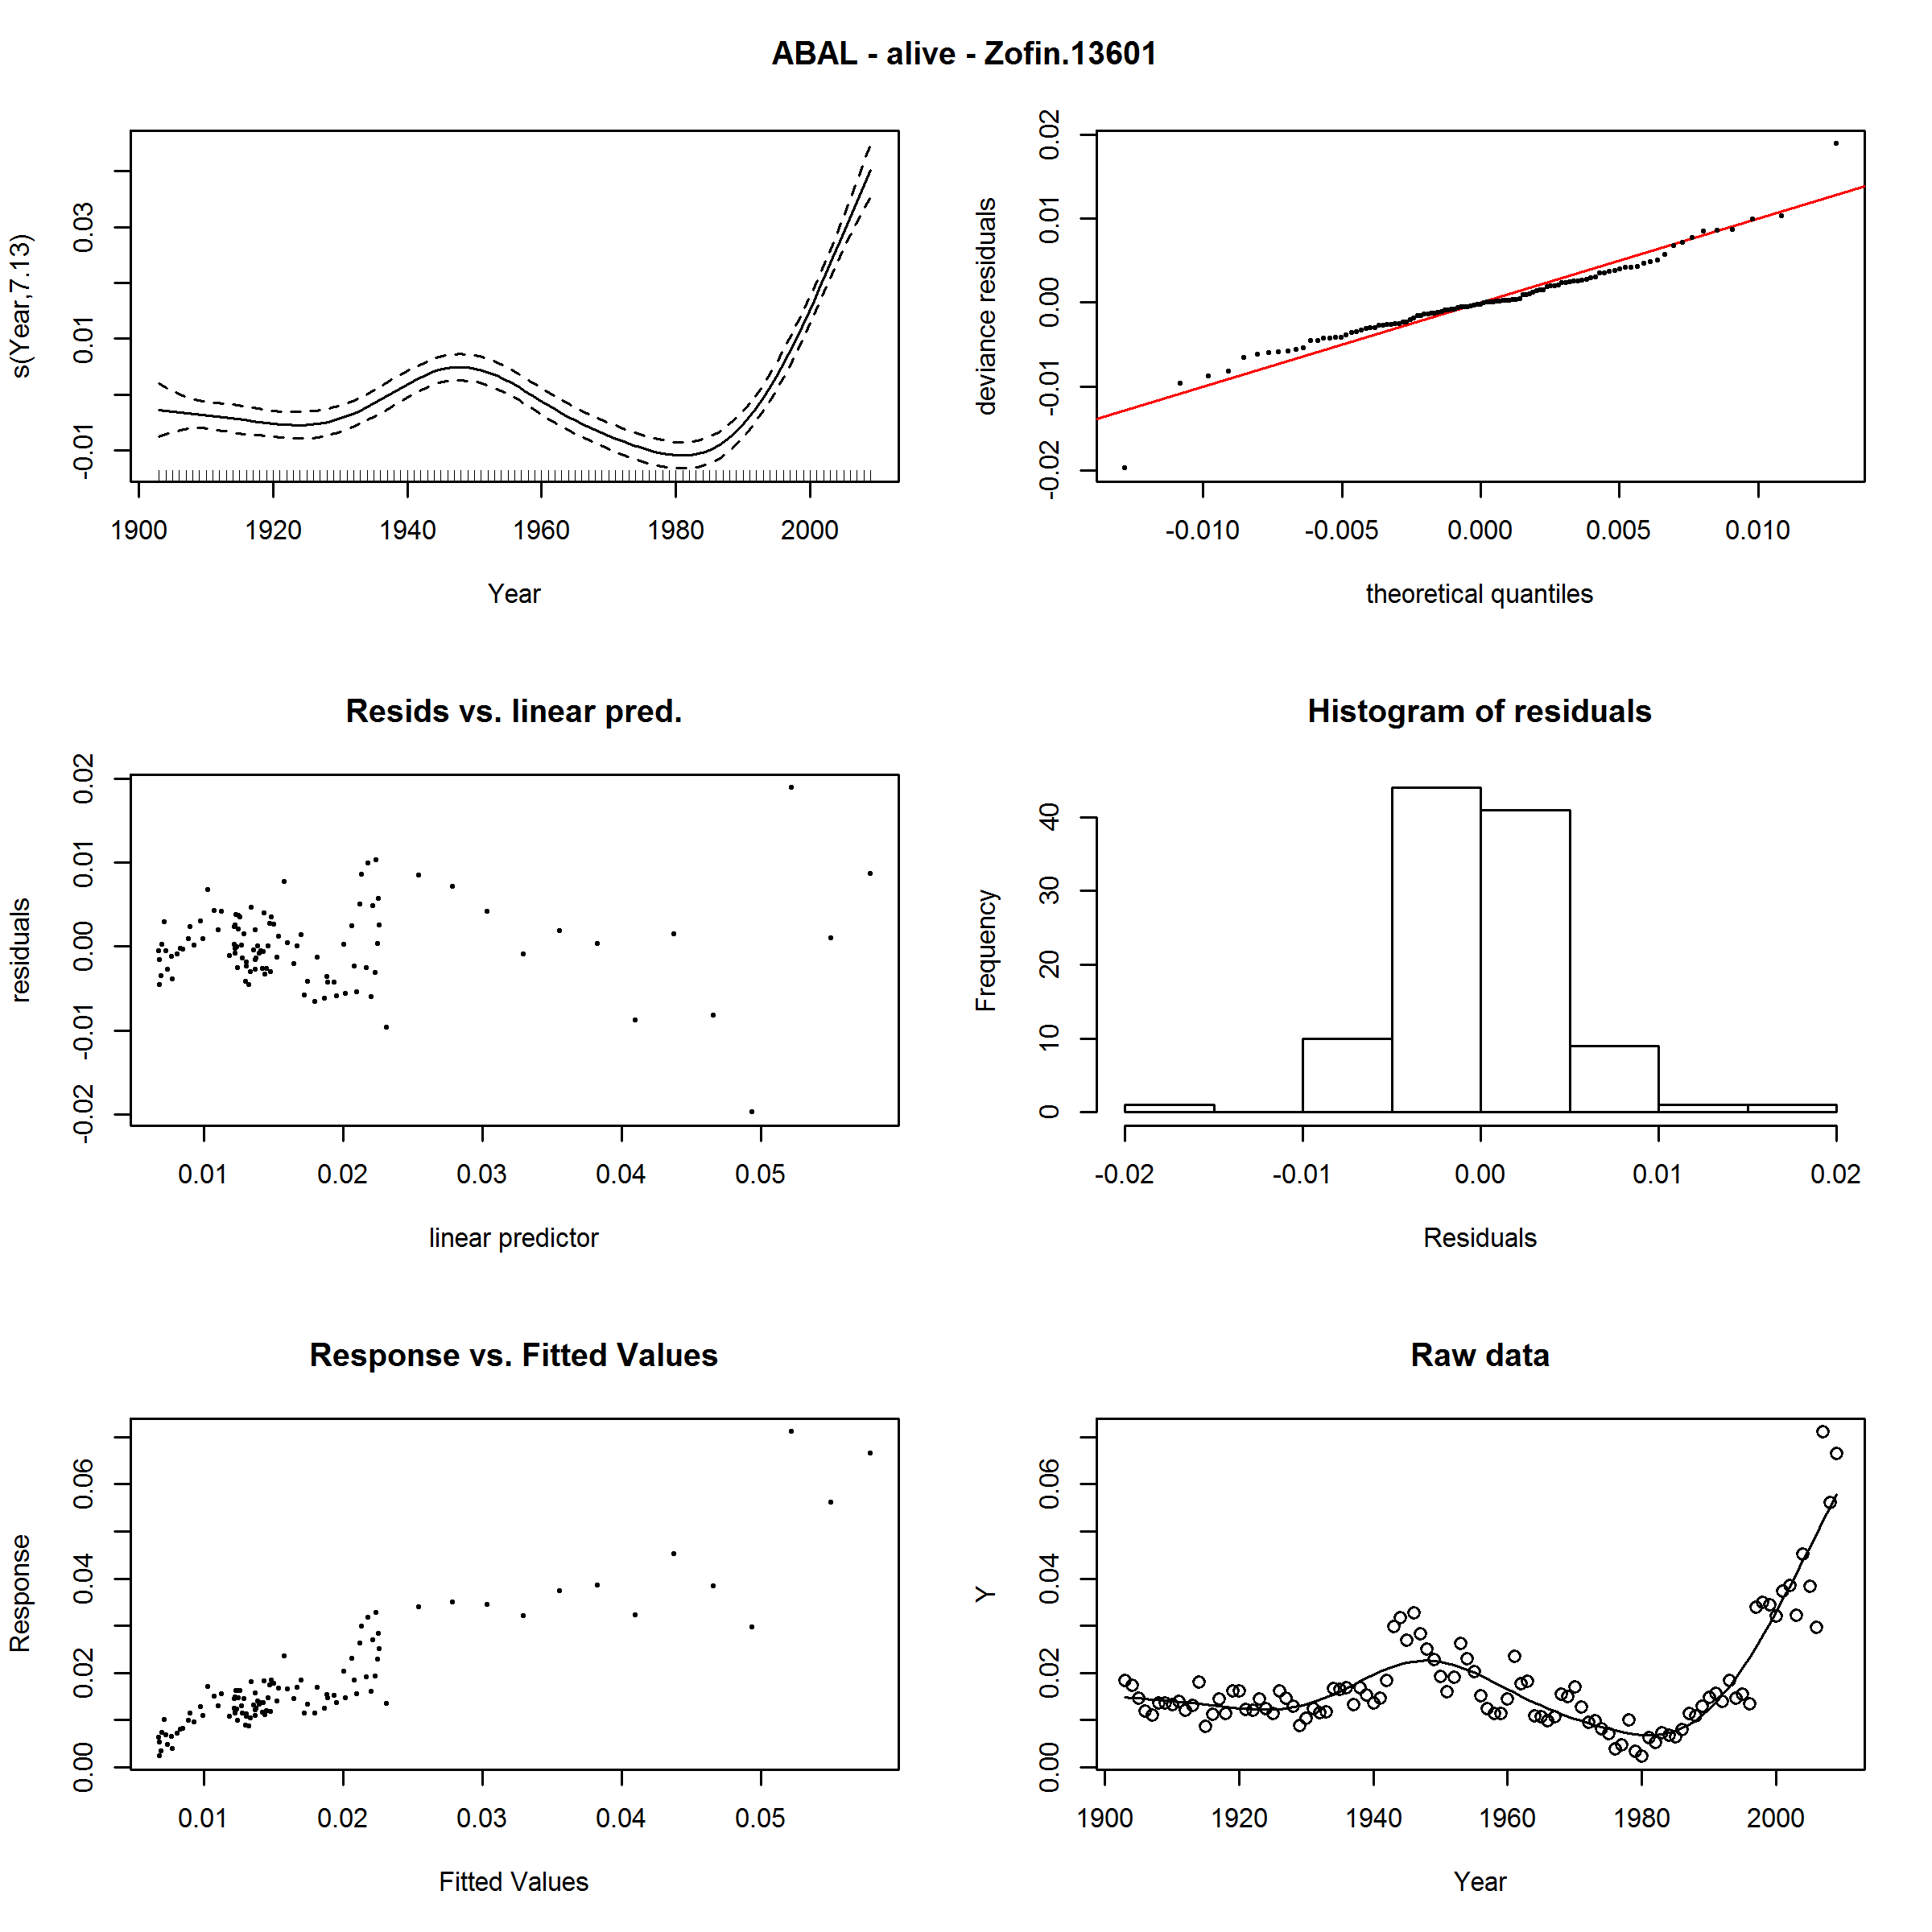 ABAL - alive - Zofin.13601
s(Year,7.13)
-0.01 0.01 0.03
1900 1920 1940 1960 1980 2000
Year
deviance residuals
-0.02 -0.01 0.00 0.01 0.02
-0.010 -0.005 0.000 0.005 0.010
theoretical quantiles
Resids vs. linear pred.
residuals
-0.02 -0.01 0.00 0.01 0.02
0.01 0.02 0.03 0.04 0.05
linear predictor
Histogram of residuals
Frequency
0 10 20 30 40
-0.02 -0.01 0.00 0.01 0.02
Residuals
Response vs. Fitted Values
Response
0.00 0.02 0.04 0.06
0.01 0.02 0.03 0.04 0.05
Fitted Values
Raw data
Y
0.00 0.02 0.04 0.06
1900 1920 1940 1960 1980 2000
Year